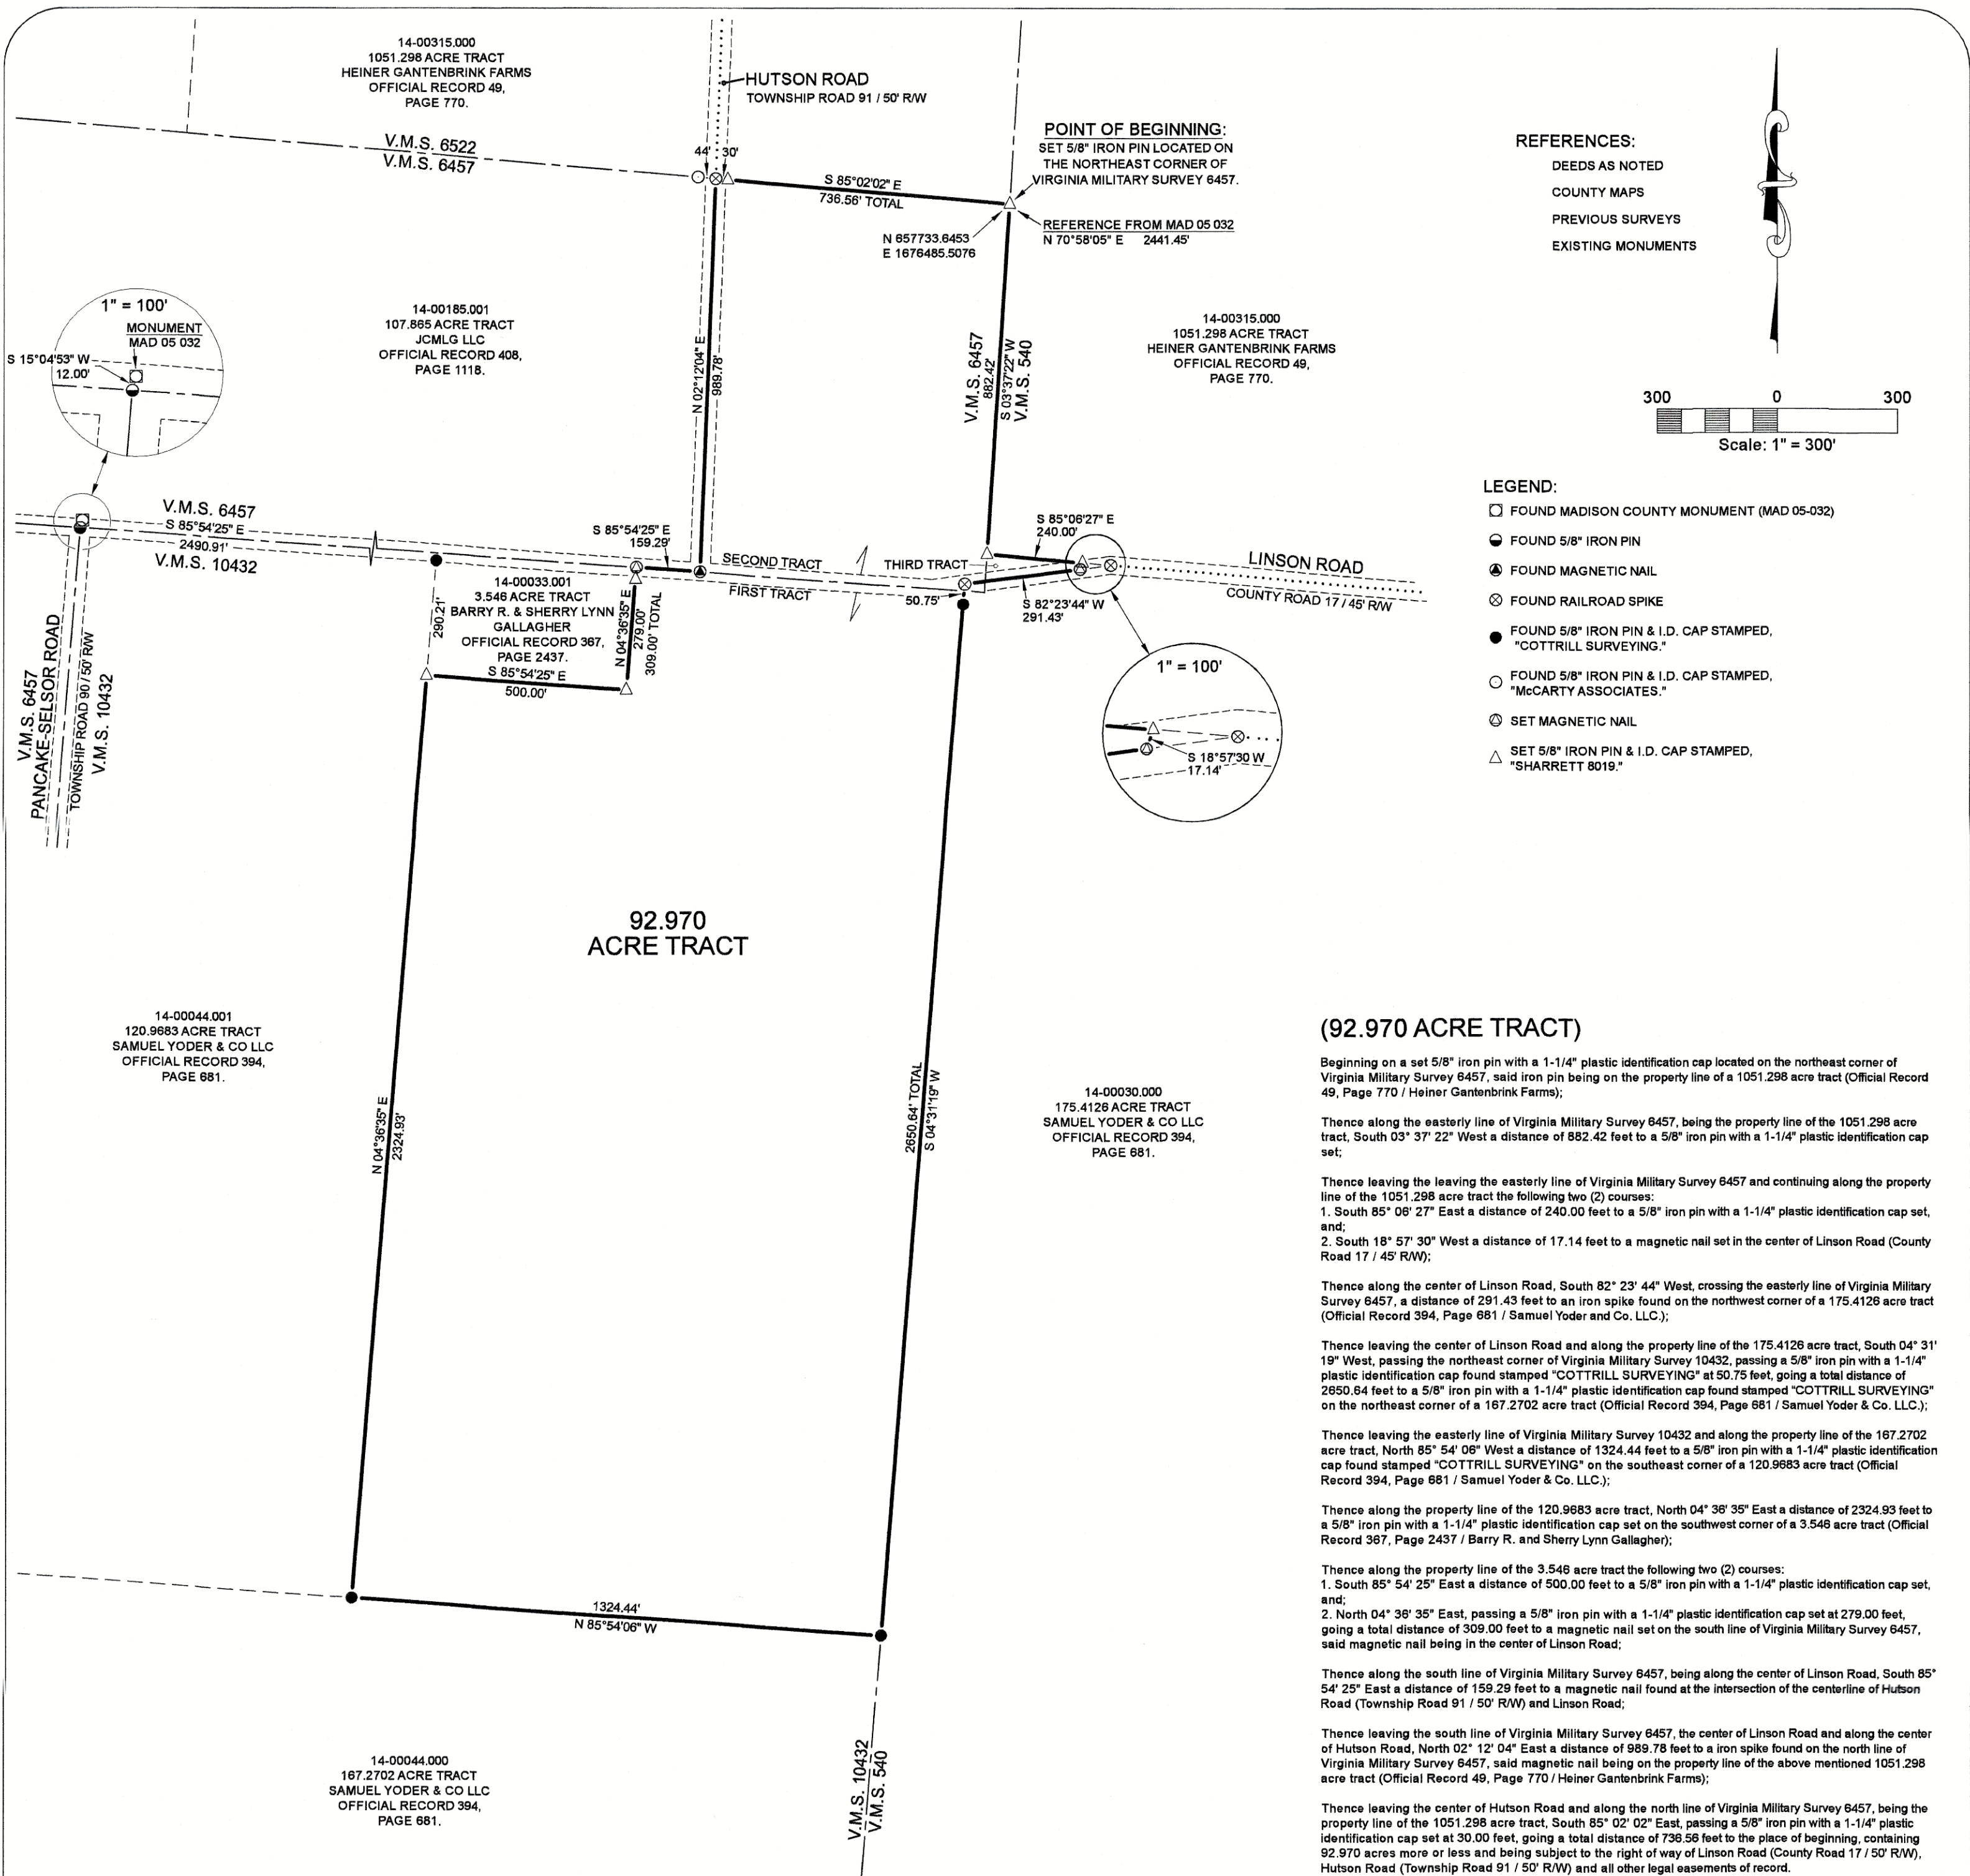 14-00315.000
1051.298 ACRE TRACT
HEINER GANTENBRINK FARMS
OFFICIAL RECORD 49,
PAGE 770.
HUTSON ROAD
TOWNSHIP ROAD 91 / 50' R/W
V.M.S. 6522
V.M.S. 6457
44' 30'
S 85°02'02" E
736.56' TOTAL
POINT OF BEGINNING:
SET 5/8" IRON PIN LOCATED ON
THE NORTHEAST CORNER OF
VIRGINIA MILITARY SURVEY 6457.
REFERENCE FROM MAD 05 032
N 70°58'05" E 2441.45'
N 657733.6453
E 1676485.5076
REFERENCES:
DEEDS AS NOTED
COUNTY MAPS
PREVIOUS SURVEYS
EXISTING MONUMENTS
1" = 100'
MONUMENT
MAD 05 032
S 15°04'53" W
12.00'
14-00185.001
107.865 ACRE TRACT
JCMLG LLC
OFFICIAL RECORD 408,
PAGE 1118.
N 02°12'04" E
989.78'
V.M.S. 6457
882.42'
S 03°37'22" W
V.M.S. 540
14-00315.000
1051.298 ACRE TRACT
HEINER GANTENBRINK FARMS
OFFICIAL RECORD 49,
PAGE 770.
300 0 300
Scale: 1" = 300'
LEGEND:
FOUND MADISON COUNTY MONUMENT (MAD 05-032)
FOUND 5/8" IRON PIN
FOUND MAGNETIC NAIL
FOUND RAILROAD SPIKE
FOUND 5/8" IRON PIN & I.D. CAP STAMPED,
"COTTRILL SURVEYING."
FOUND 5/8" IRON PIN & I.D. CAP STAMPED,
"McCARTY ASSOCIATES."
SET MAGNETIC NAIL
SET 5/8" IRON PIN & I.D. CAP STAMPED,
"SHARRETT 8019."
V.M.S. 6457
S 85°54'25" E
2490.91'
V.M.S. 10432
S 85°54'25" E
159.29'
SECOND TRACT
FIRST TRACT
THIRD TRACT
S 85°06'27" E
240.00'
LINSON ROAD
COUNTY ROAD 17 / 45' R/W
50.75'
S 82°23'44" W
291.43'
1" = 100'
S 18°57'30 W
17.14'
V.M.S. 6457
PANCAKE-SELSOR ROAD
TOWNSHIP ROAD 90 / 50' R/W
V.M.S. 10432
290.21'
14-00033.001
3.546 ACRE TRACT
BARRY R. & SHERRY LYNN
GALLAGHER
OFFICIAL RECORD 367,
PAGE 2437.
N 04°36'35" E
279.00'
309.00' TOTAL
S 85°54'25" E
500.00'
92.970
ACRE TRACT
14-00044.001
120.9683 ACRE TRACT
SAMUEL YODER & CO LLC
OFFICIAL RECORD 394,
PAGE 681.
N 04°36'35" E
2324.93'
2650.64' TOTAL
S 04°31'19" W
14-00030.000
175.4126 ACRE TRACT
SAMUEL YODER & CO LLC
OFFICIAL RECORD 394,
PAGE 681.
1324.44'
N 85°54'06" W
14-00044.000
167.2702 ACRE TRACT
SAMUEL YODER & CO LLC
OFFICIAL RECORD 394,
PAGE 681.
V.M.S. 10432
V.M.S. 540
(92.970 ACRE TRACT)
Beginning on a set 5/8" iron pin with a 1-1/4" plastic identification cap located on the northeast corner of
Virginia Military Survey 6457, said iron pin being on the property line of a 1051.298 acre tract (Official Record
49, Page 770 / Heiner Gantenbrink Farms);
Thence along the easterly line of Virginia Military Survey 6457, being the property line of the 1051.298 acre
tract, South 03° 37' 22" West a distance of 882.42 feet to a 5/8" iron pin with a 1-1/4" plastic identification cap
set;
Thence leaving the leaving the easterly line of Virginia Military Survey 6457 and continuing along the property
line of the 1051.298 acre tract the following two (2) courses:
1. South 85° 06' 27" East a distance of 240.00 feet to a 5/8" iron pin with a 1-1/4" plastic identification cap set,
and;
2. South 18° 57' 30" West a distance of 17.14 feet to a magnetic nail set in the center of Linson Road (County
Road 17 / 45' R/W);
Thence along the center of Linson Road, South 82° 23' 44" West, crossing the easterly line of Virginia Military
Survey 6457, a distance of 291.43 feet to an iron spike found on the northwest corner of a 175.4126 acre tract
(Official Record 394, Page 681 / Samuel Yoder and Co. LLC.);
Thence leaving the center of Linson Road and along the property line of the 175.4126 acre tract, South 04° 31'
19" West, passing the northeast corner of Virginia Military Survey 10432, passing a 5/8" iron pin with a 1-1/4"
plastic identification cap found stamped "COTTRILL SURVEYING" at 50.75 feet, going a total distance of
2650.64 feet to a 5/8" iron pin with a 1-1/4" plastic identification cap found stamped "COTTRILL SURVEYING"
on the northeast corner of a 167.2702 acre tract (Official Record 394, Page 681 / Samuel Yoder & Co. LLC.);
Thence leaving the easterly line of Virginia Military Survey 10432 and along the property line of the 167.2702
acre tract, North 85° 54' 06" West a distance of 1324.44 feet to a 5/8" iron pin with a 1-1/4" plastic identification
cap found stamped "COTTRILL SURVEYING" on the southeast corner of a 120.9683 acre tract (Official
Record 394, Page 681 / Samuel Yoder & Co. LLC.);
Thence along the property line of the 120.9683 acre tract, North 04° 36' 35" East a distance of 2324.93 feet to
a 5/8" iron pin with a 1-1/4" plastic identification cap set on the southwest corner of a 3.546 acre tract (Official
Record 367, Page 2437 / Barry R. and Sherry Lynn Gallagher);
Thence along the property line of the 3.546 acre tract the following two (2) courses:
1. South 85° 54' 25" East a distance of 500.00 feet to a 5/8" iron pin with a 1-1/4" plastic identification cap set,
and;
2. North 04° 36' 35" East, passing a 5/8" iron pin with a 1-1/4" plastic identification cap set at 279.00 feet,
going a total distance of 309.00 feet to a magnetic nail set on the south line of Virginia Military Survey 6457,
said magnetic nail being in the center of Linson Road;
Thence along the south line of Virginia Military Survey 6457, being along the center of Linson Road, South 85°
54' 25" East a distance of 159.29 feet to a magnetic nail found at the intersection of the centerline of Hutson
Road (Township Road 91 / 50' R/W) and Linson Road;
Thence leaving the south line of Virginia Military Survey 6457, the center of Linson Road and along the center
of Hutson Road, North 02° 12' 04" East a distance of 989.78 feet to a iron spike found on the north line of
Virginia Military Survey 6457, said magnetic nail being on the property line of the above mentioned 1051.298
acre tract (Official Record 49, Page 770 / Heiner Gantenbrink Farms);
Thence leaving the center of Hutson Road and along the north line of Virginia Military Survey 6457, being the
property line of the 1051.298 acre tract, South 85° 02' 02" East, passing a 5/8" iron pin with a 1-1/4" plastic
identification cap set at 30.00 feet, going a total distance of 736.56 feet to the place of beginning, containing
92.970 acres more or less and being subject to the right of way of Linson Road (County Road 17 / 50' R/W),
Hutson Road (Township Road 91 / 50' R/W) and all other legal easements of record.